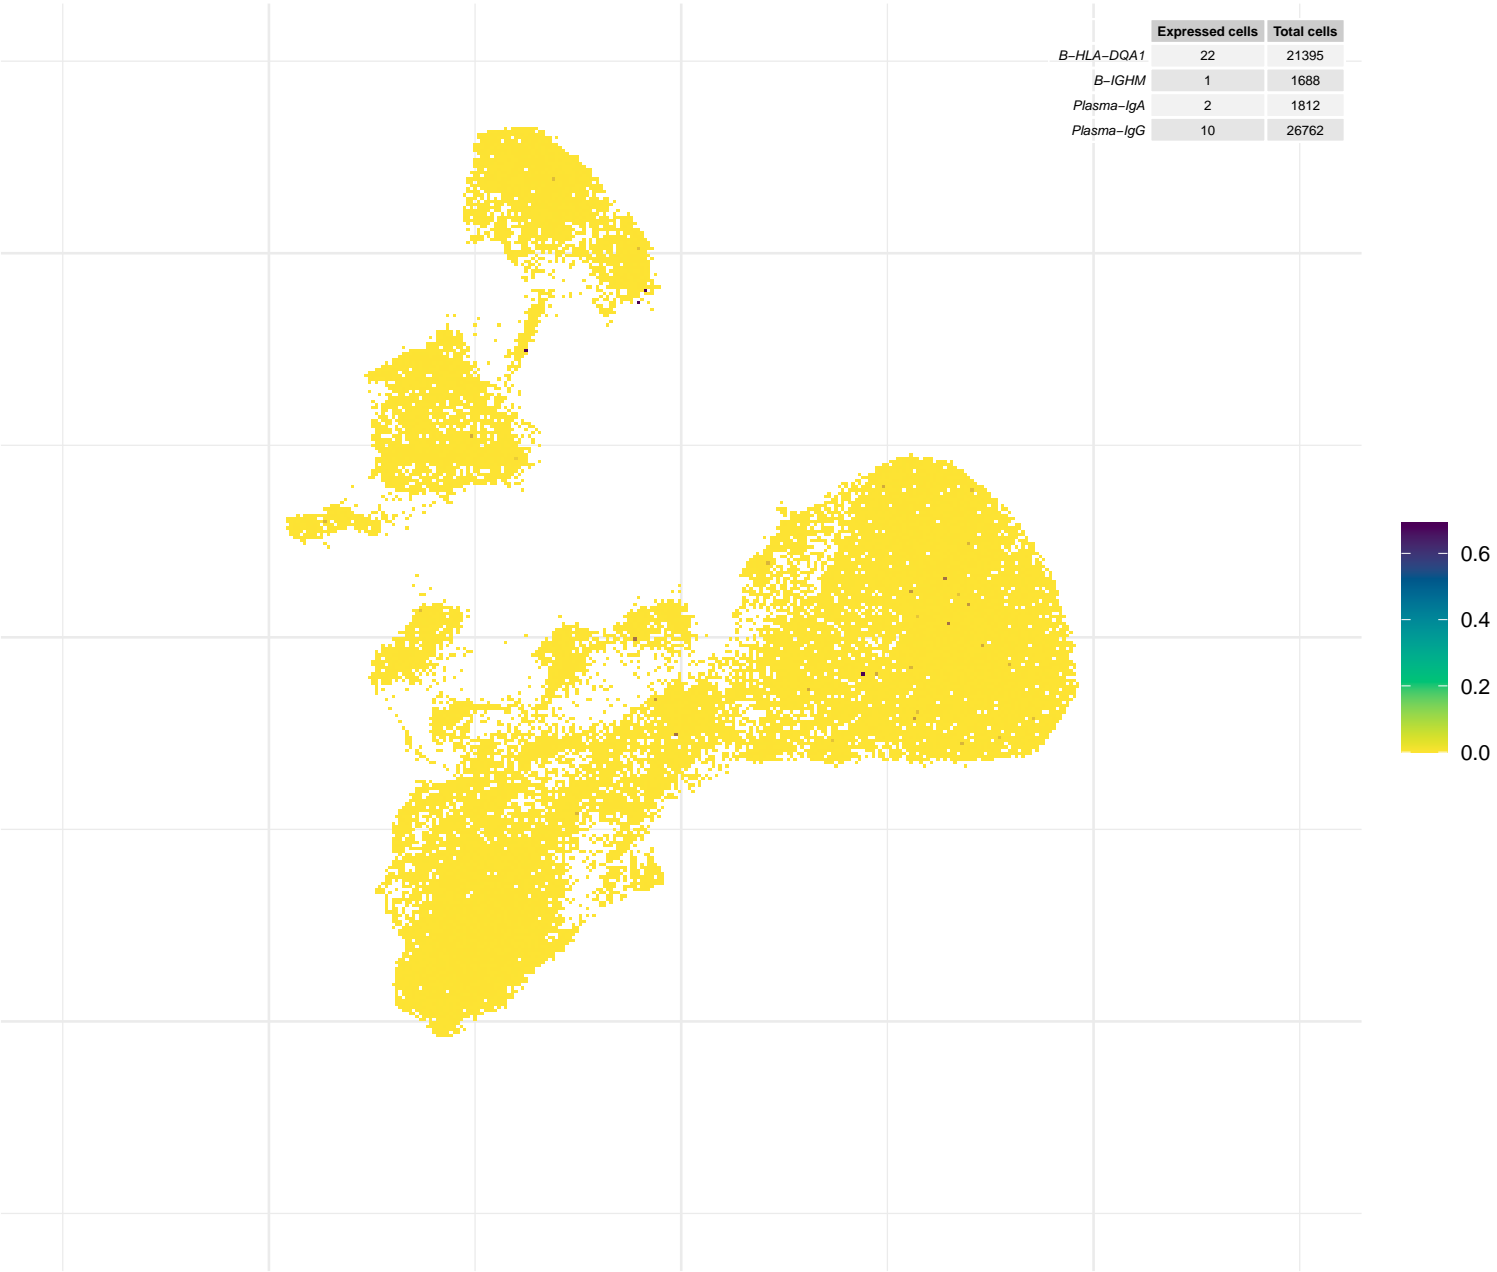 Expressed cells Total cells
B−HLA−DQA1 22 21395
B−IGHM 1 1688
Plasma−IgA 2 1812
Plasma−IgG 10 26762
0.6
0.4
0.2
0.0